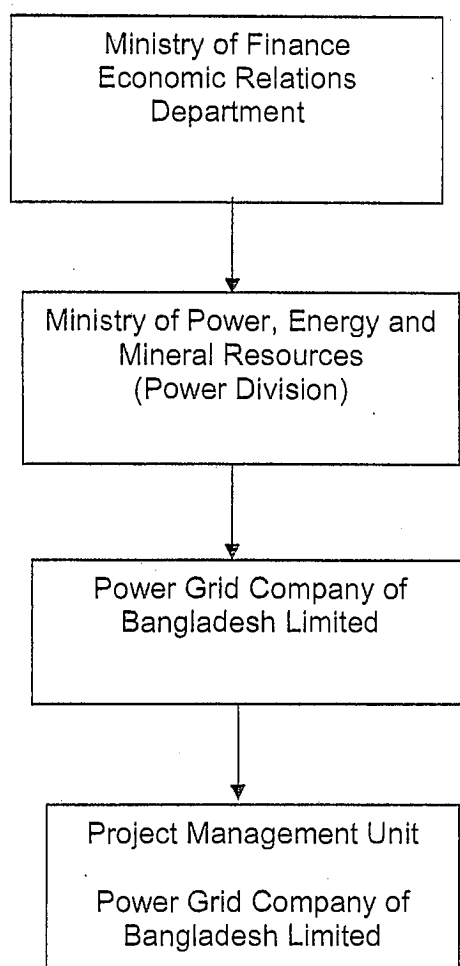 Ministry of Finance
Economic Relations
Department
Ministry of Power, Energy and
Mineral Resources
(Power Division)
Power Grid Company of
Bangladesh Limited
Project Management Unit
Power Grid Company of
Bangladesh Limited